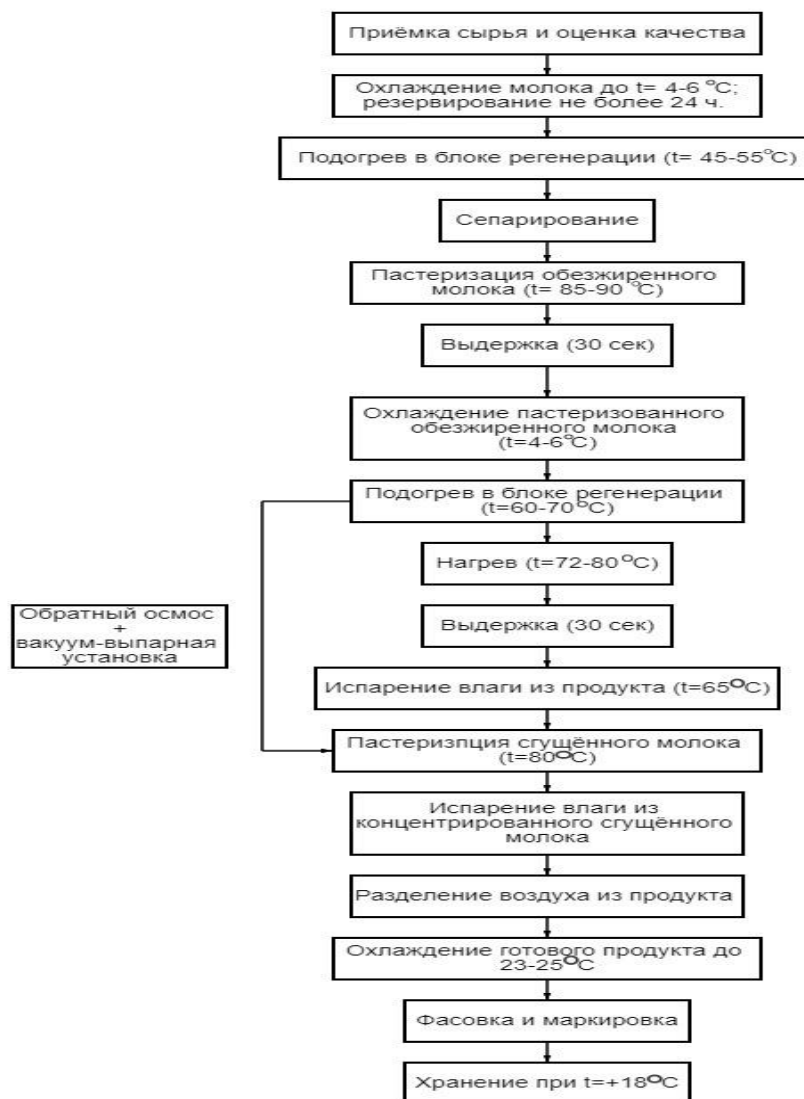 Приёмка сырья и оценка качества
Охлаждение молока до t= 4-6 °C;
резервирование не более 24 ч.
Подогрев в блоке регенерации (t= 45-55°C)
Сепарирование
Пастеризация обезжиренного
молока (t= 85-90 °C)
Выдержка (30 сек)
Охлаждение пастеризованного
обезжиренного молока
(t=4-6°C)
Подогрев в блоке регенерации
(t=60-70°C)
Нагрев (t=72-80°C)
Обратный осмос
+
вакуум-выпарная
установка
Выдержка (30 сек)
Испарение влаги из продукта (t=65°C)
Пастеризпция сгущённого молока
(t=80°C)
Испарение влаги из
концентрированного сгущённого
молока
Разделение воздуха из продукта
Охлаждение готового продукта до
23-25°C
Фасовка и маркировка
Хранение при t=+18°C